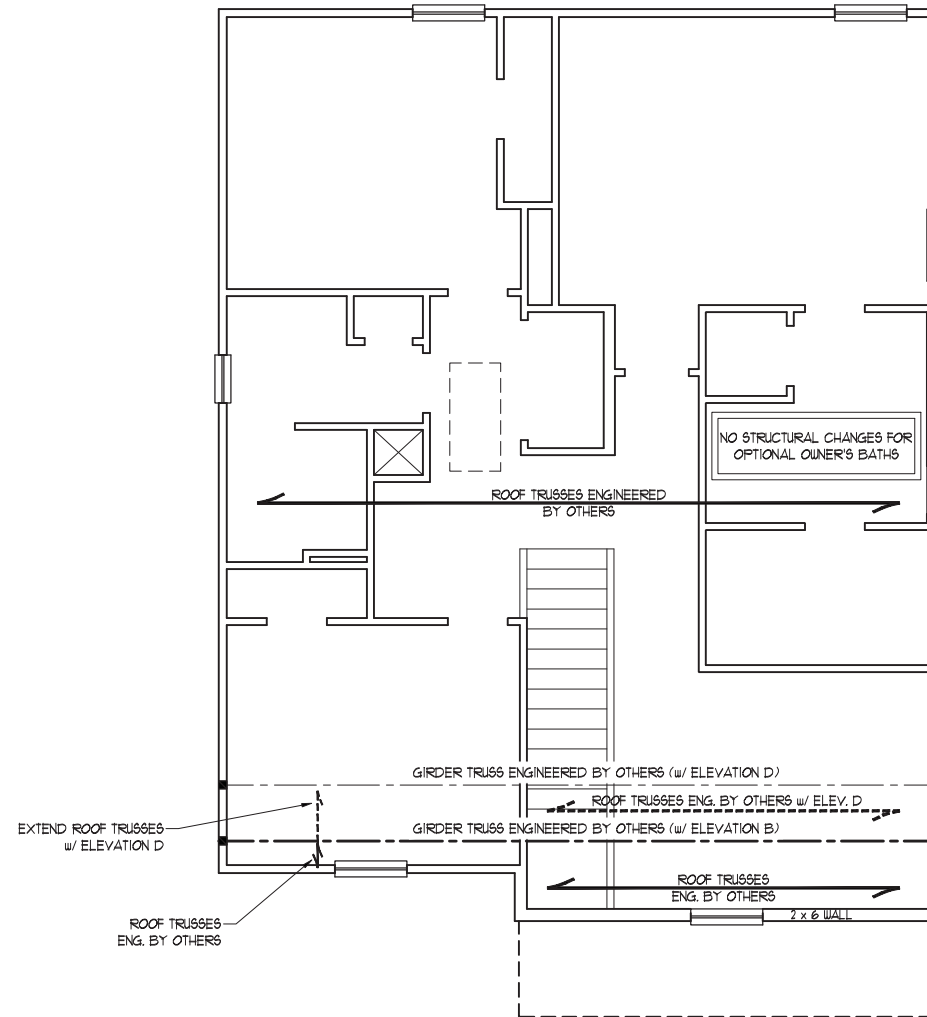 NO STRUCTURAL CHANGES FOR
OPTIONAL OWNER'S BATHS
ROOF TRUSSES ENGINEERED
BY OTHERS
GIRDER TRUSS ENGINEERED BY OTHERS (w/ ELEVATION D)
ROOF TRUSSES ENG. BY OTHERS w/ ELEV. D
EXTEND ROOF TRUSSES
w/ ELEVATION D
GIRDER TRUSS ENGINEERED BY OTHERS (w/ ELEVATION B)
ROOF TRUSSES
ENG. BY OTHERS
2 x 6 WALL
ROOF TRUSSES
ENG. BY OTHERS